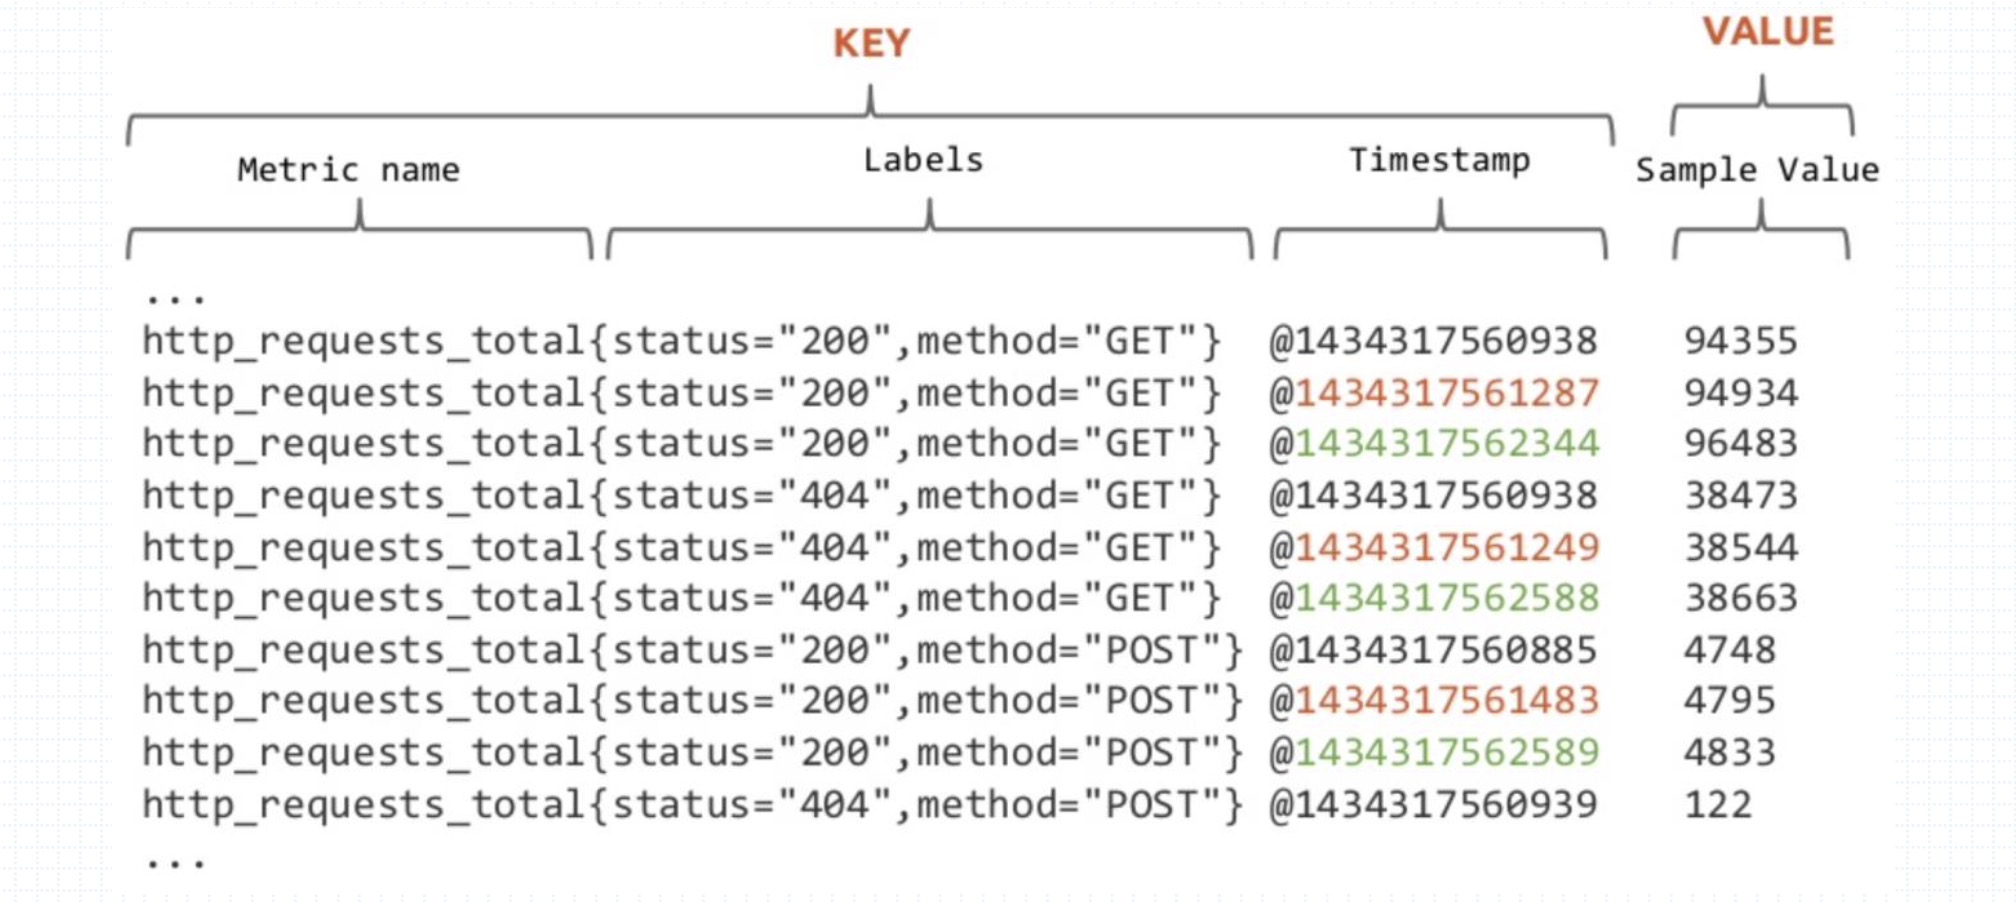 KEY VALUE
Metric name Labels Timestamp Sample Value
...
http_requests_total{status="200",method="GET"} @1434317560938 94355
http_requests_total{status="200",method="GET"} @1434317561287 94934
http_requests_total{status="200",method="GET"} @1434317562344 96483
http_requests_total{status="404",method="GET"} @1434317560938 38473
http_requests_total{status="404",method="GET"} @1434317561249 38544
http_requests_total{status="404",method="GET"} @1434317562588 38663
http_requests_total{status="200",method="POST"} @1434317560885 4748
http_requests_total{status="200",method="POST"} @1434317561483 4795
http_requests_total{status="200",method="POST"} @1434317562589 4833
http_requests_total{status="404",method="POST"} @1434317560939 122
...